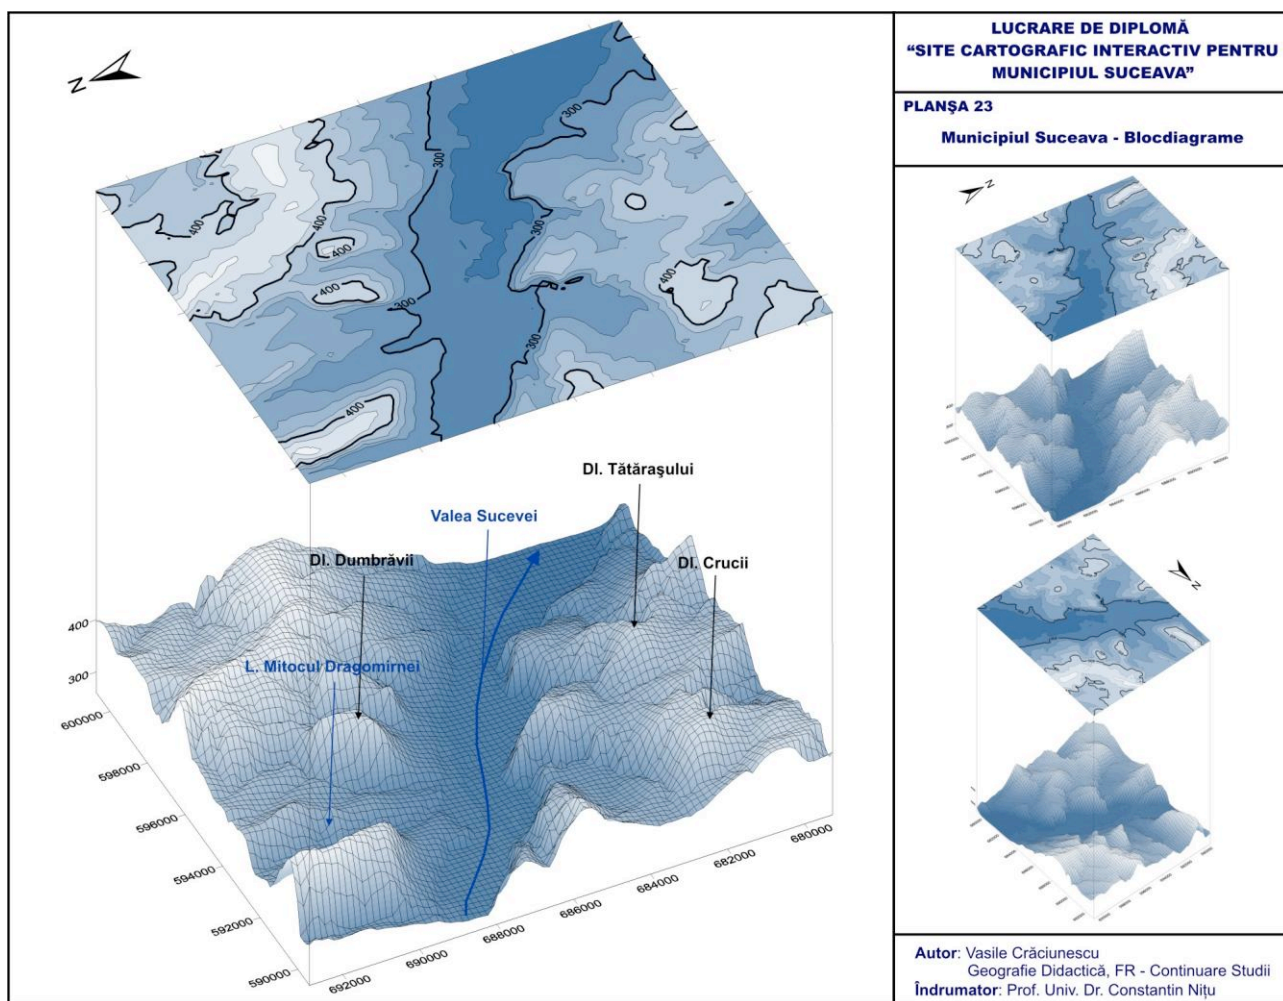 LUCRARE DE DIPLOMĂ
“SITE CARTOGRAFIC INTERACTIV PENTRU
MUNICIPIUL SUCEAVA”
PLANŞA 23
Municipiul Suceava - Blocdiagrame
N
300
300
400
400
400
400
300
300
400
300
400
Dl. Tătăraşului
Valea Sucevei
Dl. Dumbrăvii
Dl. Crucii
L. Mitocul Dragomirnei
400
300
600000
598000
596000
594000
592000
590000
692000
690000
688000
686000
684000
682000
680000
N
N
Autor: Vasile Crăciunescu
Geografie Didactică, FR - Continuare Studii
Îndrumator: Prof. Univ. Dr. Constantin Niţu